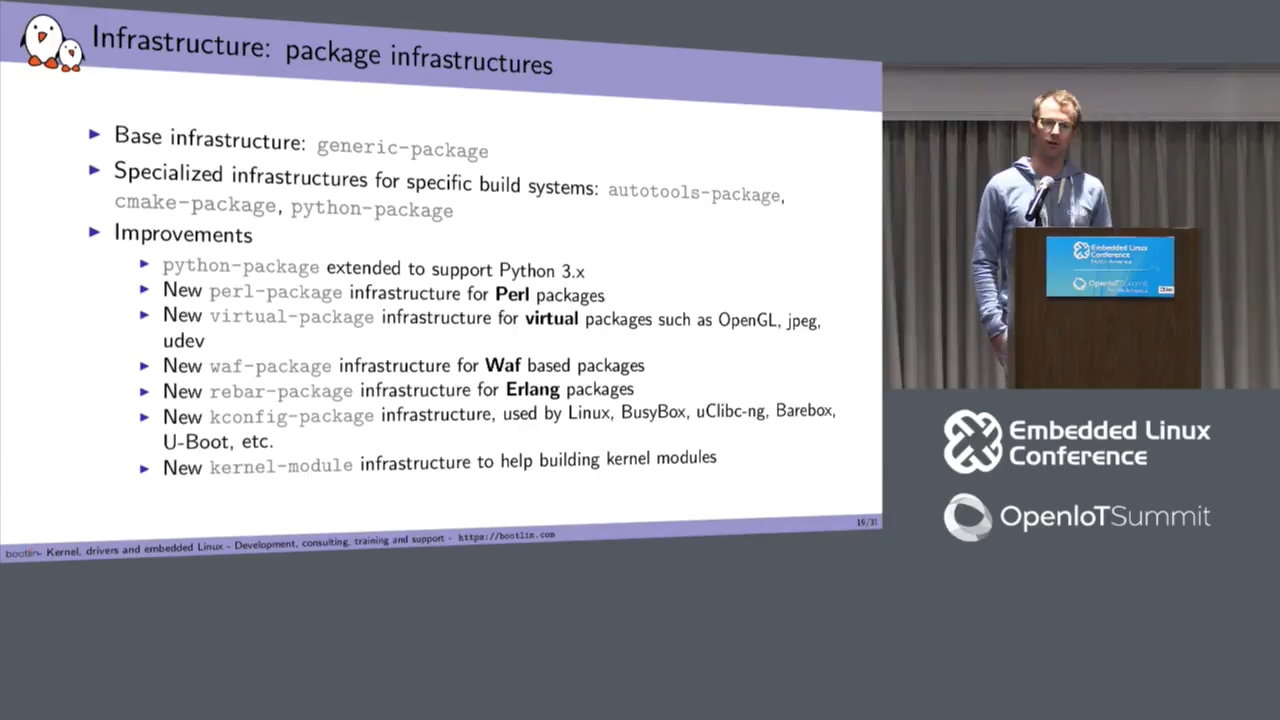 Infrastructure: package infrastructures
Base infrastructure: generic-package
Specialized infrastructures for specific build systems: autotools-package,
cmake-package, python-package
Improvements
python-package extended to support Python 3.x
New perl-package infrastructure for Perl packages
New virtual-package infrastructure for virtual packages such as OpenGL, jpeg,
udev
New waf-package infrastructure for Waf based packages
New rebar-package infrastructure for Erlang packages
New kconfig-package infrastructure, used by Linux, BusyBox, uClibc-ng, Barebox,
U-Boot, etc.
New kernel-module infrastructure to help building kernel modules
bootlin- Kernel, drivers and embedded Linux - Development, consulting, training and support - https://bootlin.com
Embedded Linux
Conference
OpenIoTSummit
Embedded Linux
Conference
OpenIoTSummit